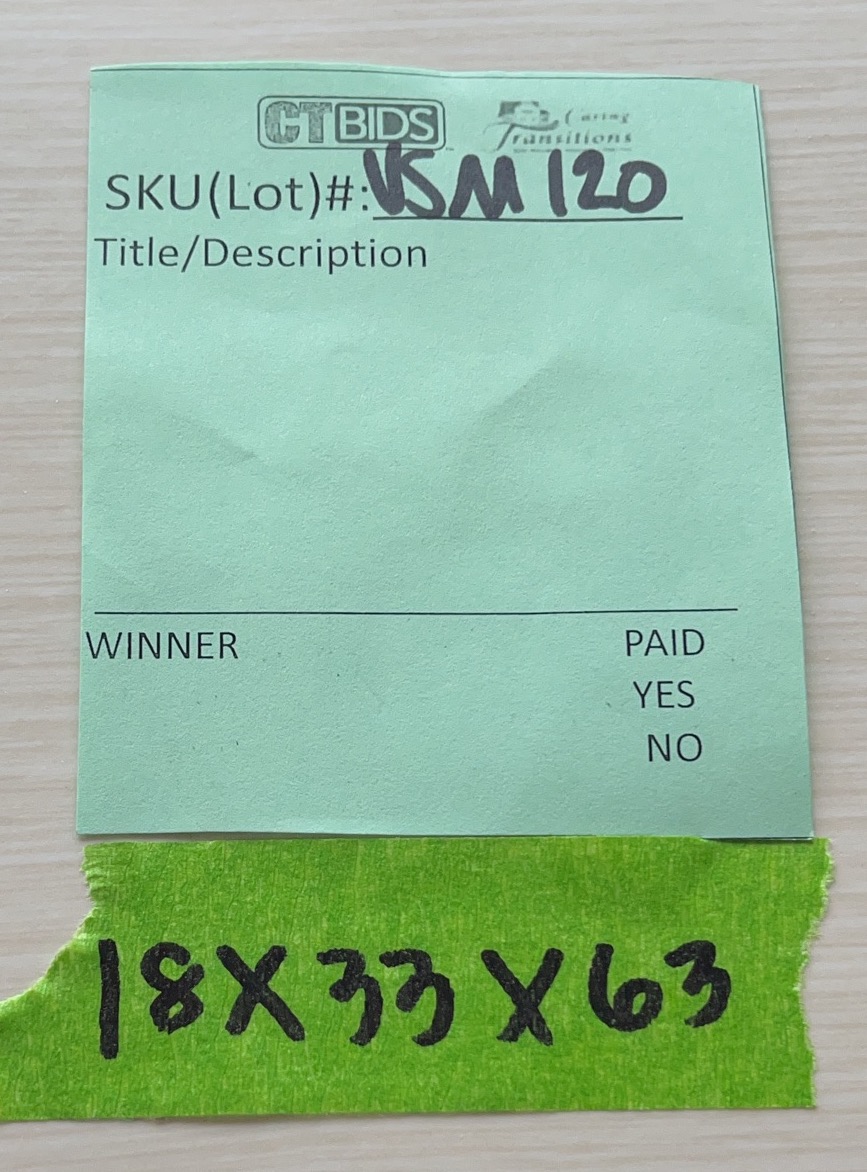 CTBIDS Caring Transitions
SKU(Lot)#: VSM 120
Title/Description
WINNER PAID
YES
NO
18X33X63